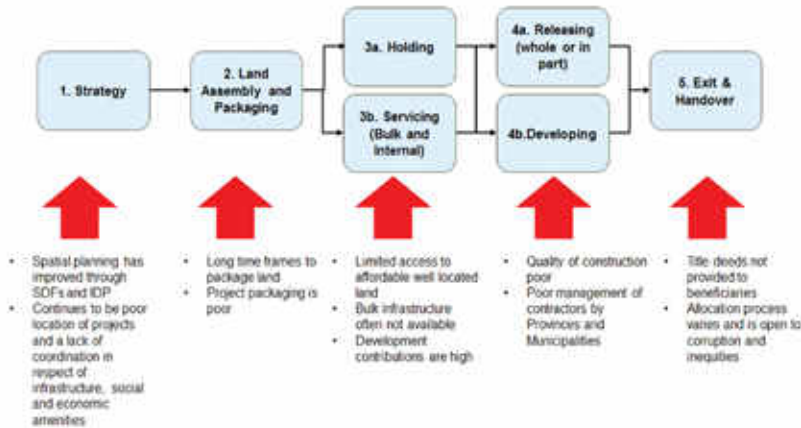 1. Strategy
2. Land
Assembly and
Packaging
3a. Holding
3b. Servicing
(Bulk and
Internal)
4a. Releasing
(whole or in
part)
4b.Developing
5. Exit &
Handover
• Spatial planning has
improved through
SDFs and IDP
• Continues to be poor
location of projects
and a lack of
coordination in
respect of
infrastructure, social
and economic
amenities
• Long time frames to
package land
• Project packaging is
poor
• Limited access to
affordable well located
land
• Bulk infrastructure
often not available
• Development
contributions are high
• Quality of construction
poor
• Poor management of
contractors by
Provinces and
Municipalities
• Title deeds not
provided to
beneficiaries
• Allocation process
varies and is open to
corruption and
inequities